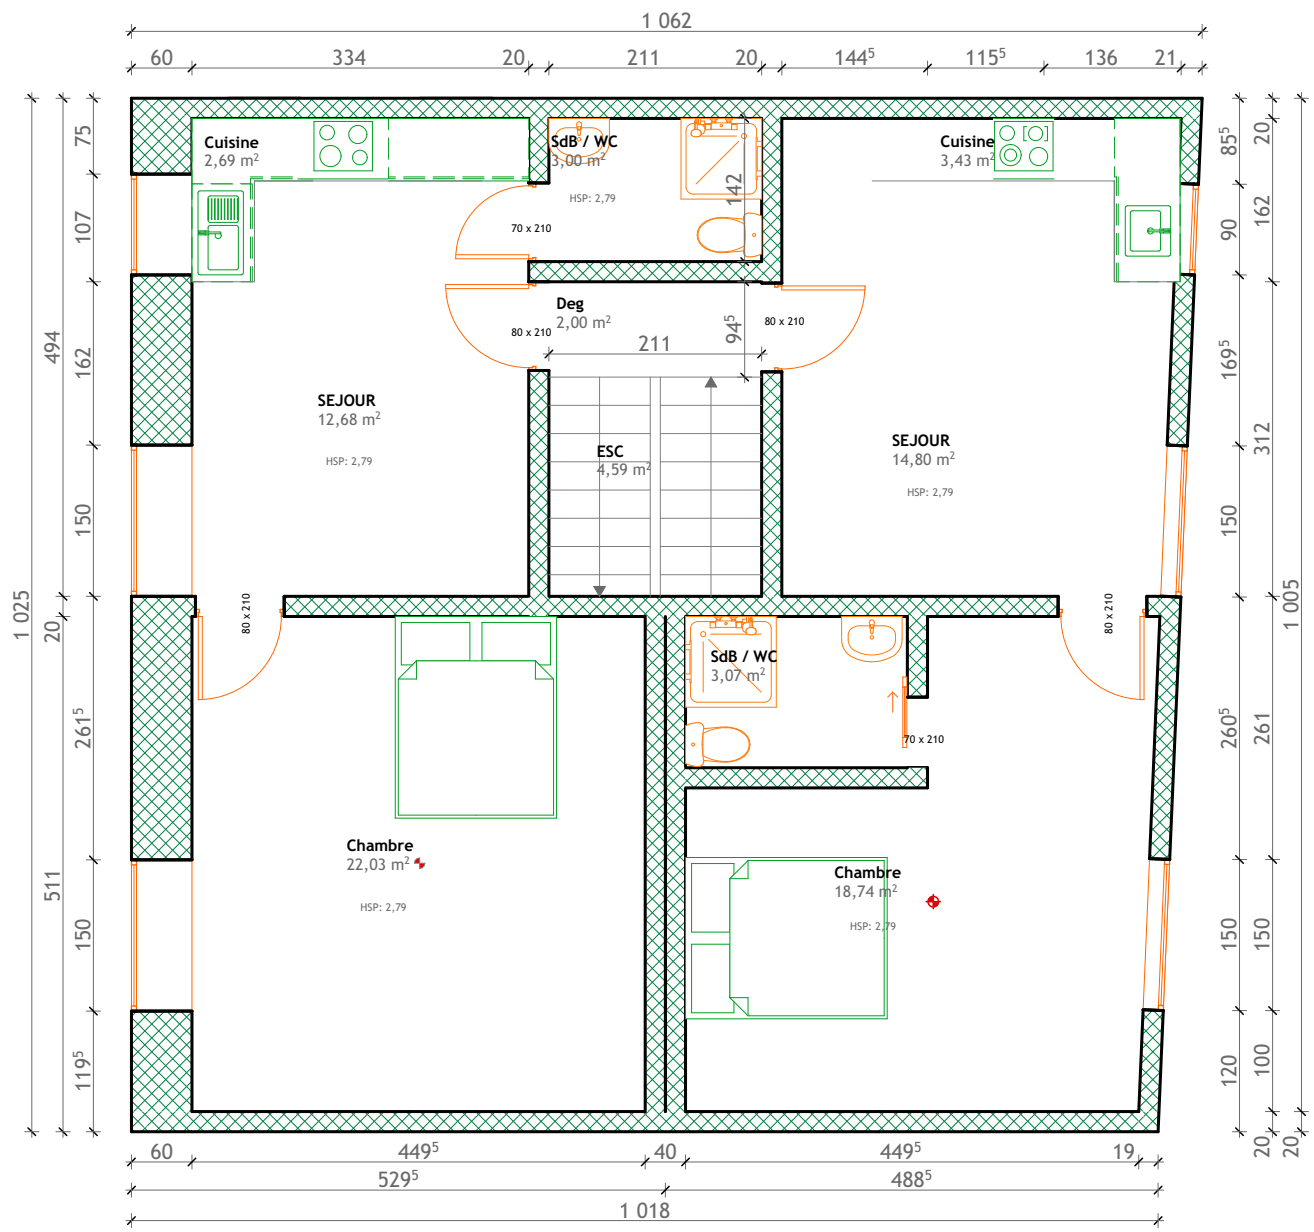 1 062
60 334 20 211 20 144⁵ 115⁵ 136 21
Cuisine
2,69 m²
SdB / WC
3,00 m²
HSP: 2,79
142
70 x 210
Cuisine
3,43 m²
Deg
2,00 m²
80 x 210
94⁵
80 x 210
211
SEJOUR
12,68 m²
HSP: 2,79
ESC
4,59 m²
SEJOUR
14,80 m²
HSP: 2,79
80 x 210
80 x 210
SdB / WC
3,07 m²
70 x 210
Chambre
22,03 m²
HSP: 2,79
Chambre
18,74 m²
HSP: 2,79
1 025
494
20
511
75
107
162
150
261⁵
150
119⁵
85⁵
90
169⁵
150
260⁵
150
120
20
162
312
261
150
100
20
1 005
20
60 449⁵ 40 449⁵ 19
529⁵ 488⁵
1 018